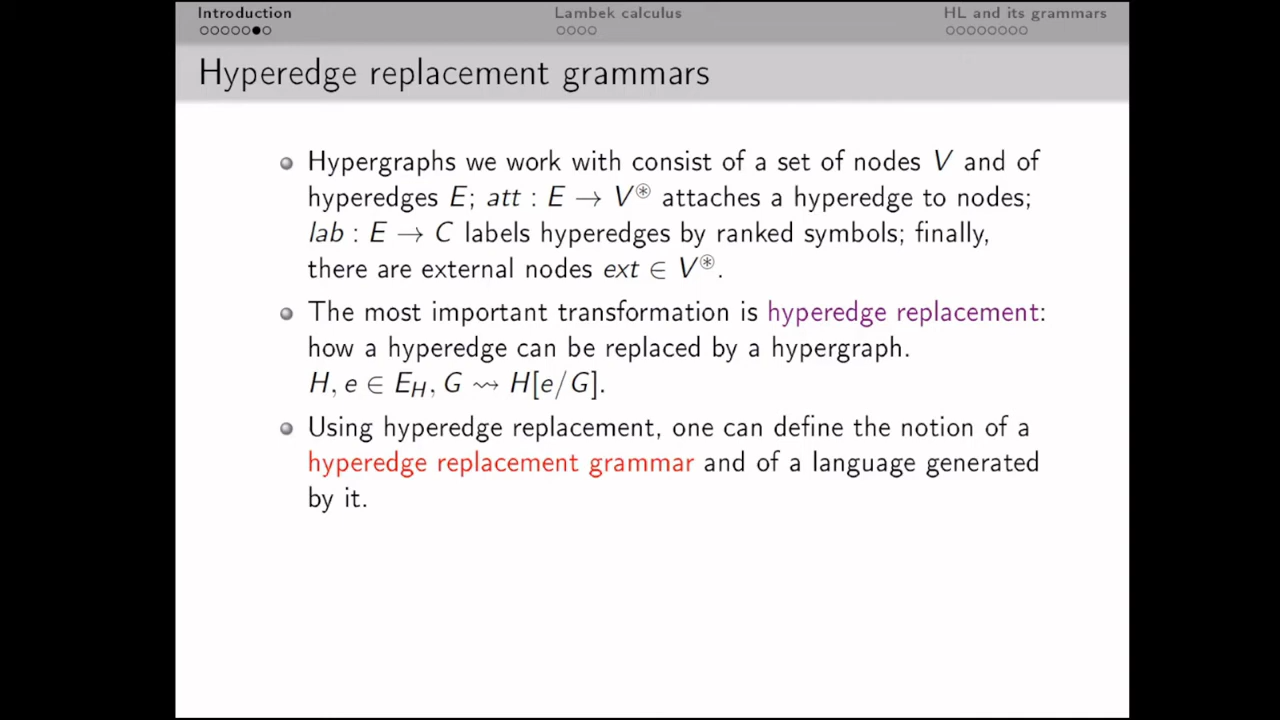 Introduction
Lambek calculus
HL and its grammars
Hyperedge replacement grammars
Hypergraphs we work with consist of a set of nodes V and of
hyperedges E; att : E → V⊛ attaches a hyperedge to nodes;
lab : E → C labels hyperedges by ranked symbols; finally,
there are external nodes ext ∈ V⊛.
The most important transformation is hyperedge replacement:
how a hyperedge can be replaced by a hypergraph.
H, e ∈ E_H, G ⇝ H[e/G].
Using hyperedge replacement, one can define the notion of a
hyperedge replacement grammar and of a language generated
by it.